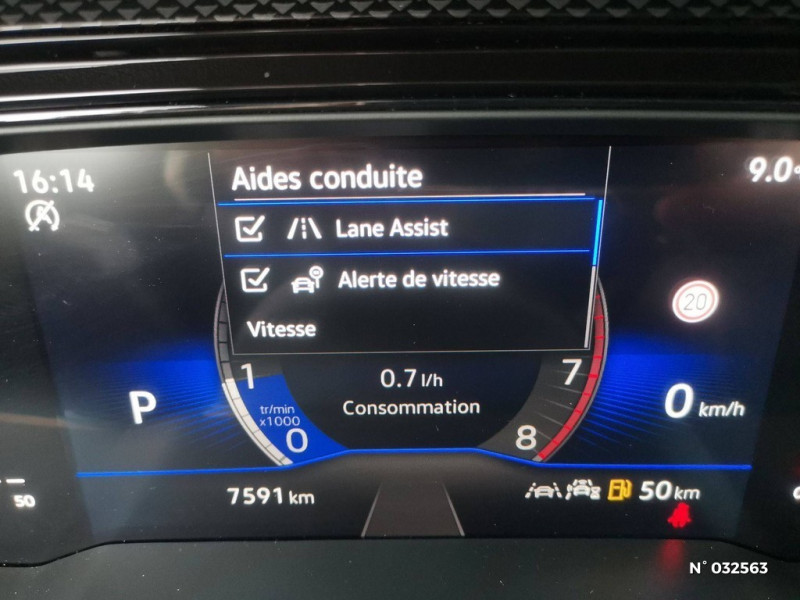 16:14
Aides conduite
9.0
Lane Assist
Alerte de vitesse
Vitesse
20
1
0.7 l/h
7
P
tr/min
x1000
Consommation
0 km/h
0
8
50
7591 km
50 km
N° 032563